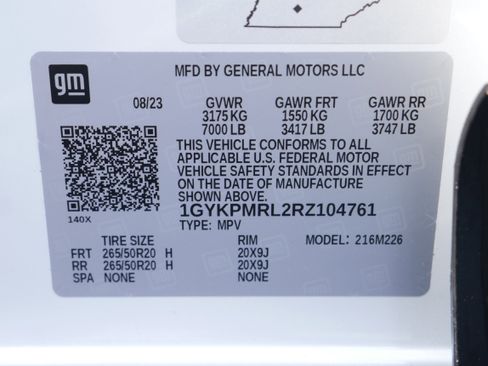 gm
MFD BY GENERAL MOTORS LLC
08/23 GVWR GAWR FRT GAWR RR
3175 KG 1550 KG 1700 KG
7000 LB 3417 LB 3747 LB
THIS VEHICLE CONFORMS TO ALL
APPLICABLE U.S. FEDERAL MOTOR
VEHICLE SAFETY STANDARDS IN EFFECT
ON THE DATE OF MANUFACTURE
SHOWN ABOVE.
140X
1GYKPMRL2RZ104761
TYPE: MPV
TIRE SIZE RIM MODEL: 216M226
FRT 265/50R20 H 20X9J
RR 265/50R20 H 20X9J
SPA NONE NONE